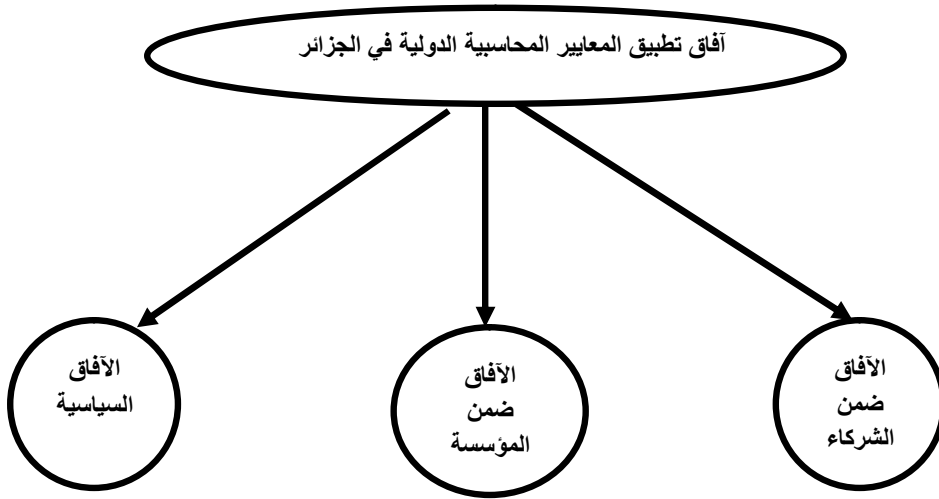 آفاق تطبيق المعايير المحاسبية الدولية في الجزائر
الآفاق
ضمن
الشركاء
الآفاق
ضمن
المؤسسة
الآفاق
السياسية